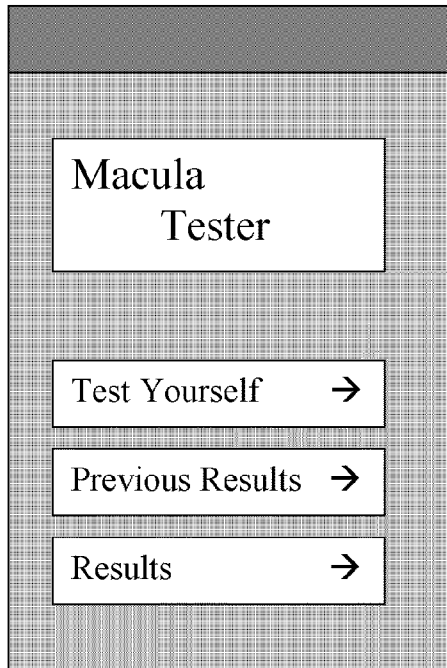 Macula
Tester
Test Yourself →
Previous Results →
Results →